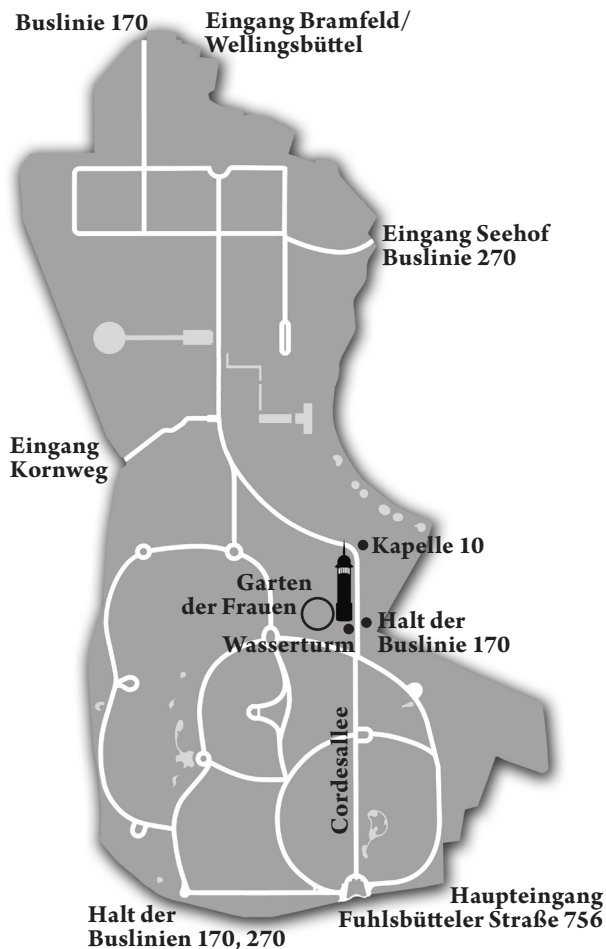 Buslinie 170
Eingang Bramfeld/
Wellingsbüttel
Eingang Seehof
Buslinie 270
Eingang
Kornweg
Kapelle 10
Garten
der Frauen
Halt der
Buslinie 170
Wasserturm
Cordesallee
Haupteingang
Fuhlsbütteler Straße 756
Halt der
Buslinien 170, 270